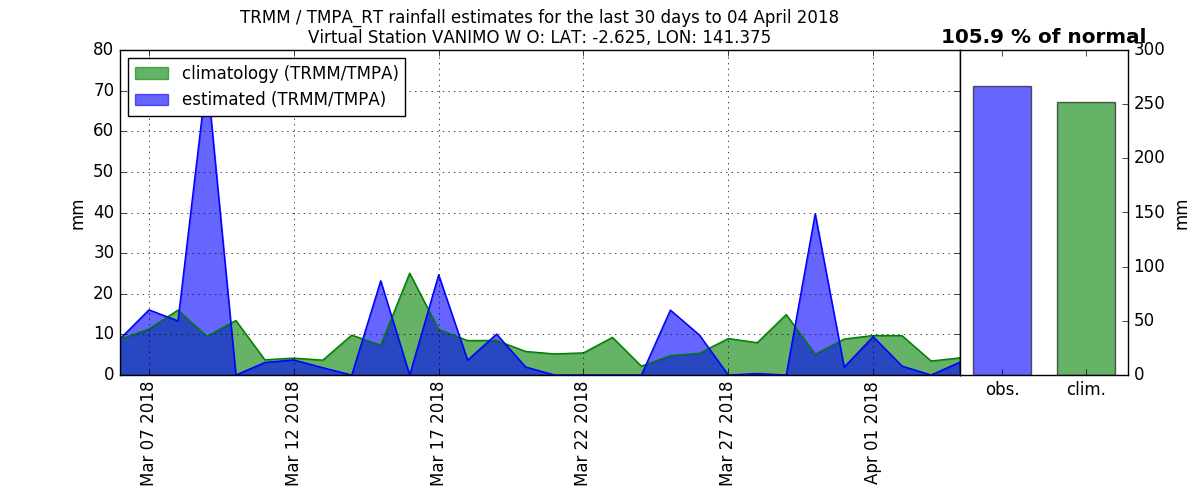 TRMM / TMPA_RT rainfall estimates for the last 30 days to 04 April 2018
Virtual Station VANIMO W O: LAT: -2.625, LON: 141.375
105.9 % of normal
climatology (TRMM/TMPA)
estimated (TRMM/TMPA)
80
70
60
50
40
30
20
10
0
mm
Mar 07 2018
Mar 12 2018
Mar 17 2018
Mar 22 2018
Mar 27 2018
Apr 01 2018
obs.
clim.
300
250
200
150
100
50
0
mm